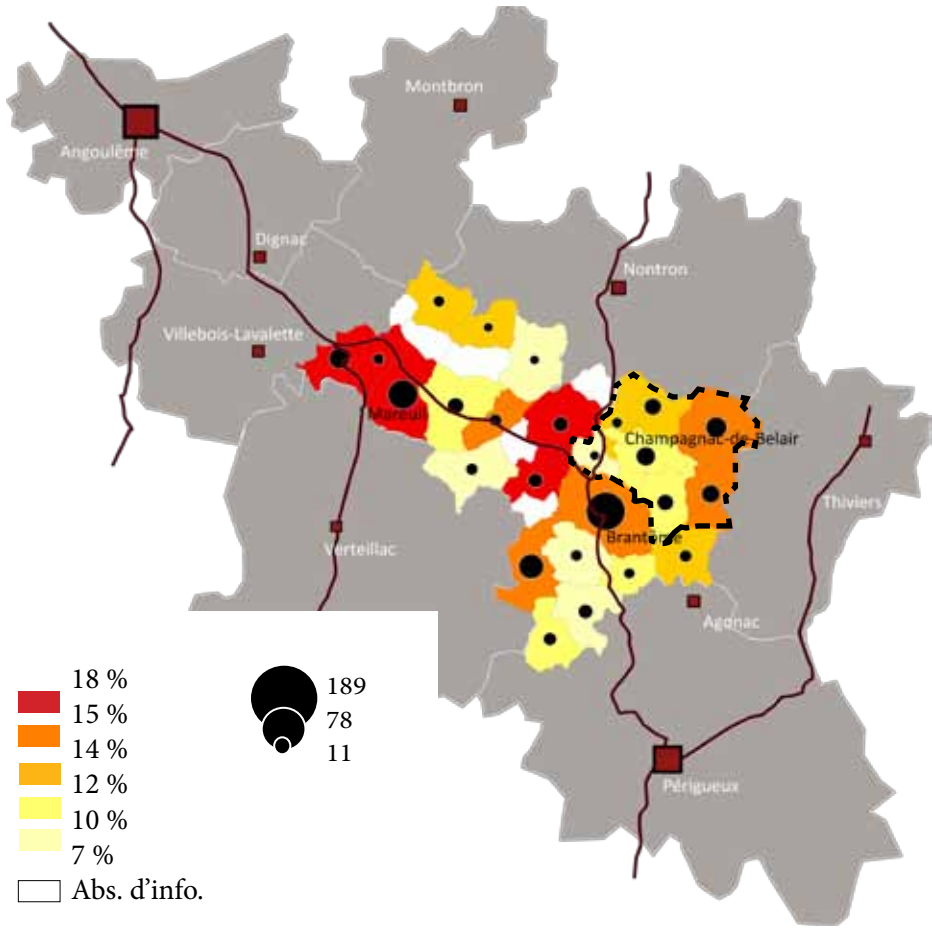 Montbron
Angoulême
Dignac
Nontron
Villebois-Lavalette
Mareuil
Champagnac-de-Belair
Thiviers
Verteillac
Brantôme
Agonac
Périgueux
18 %
15 %
14 %
12 %
10 %
7 %
Abs. d'info.
189
78
11